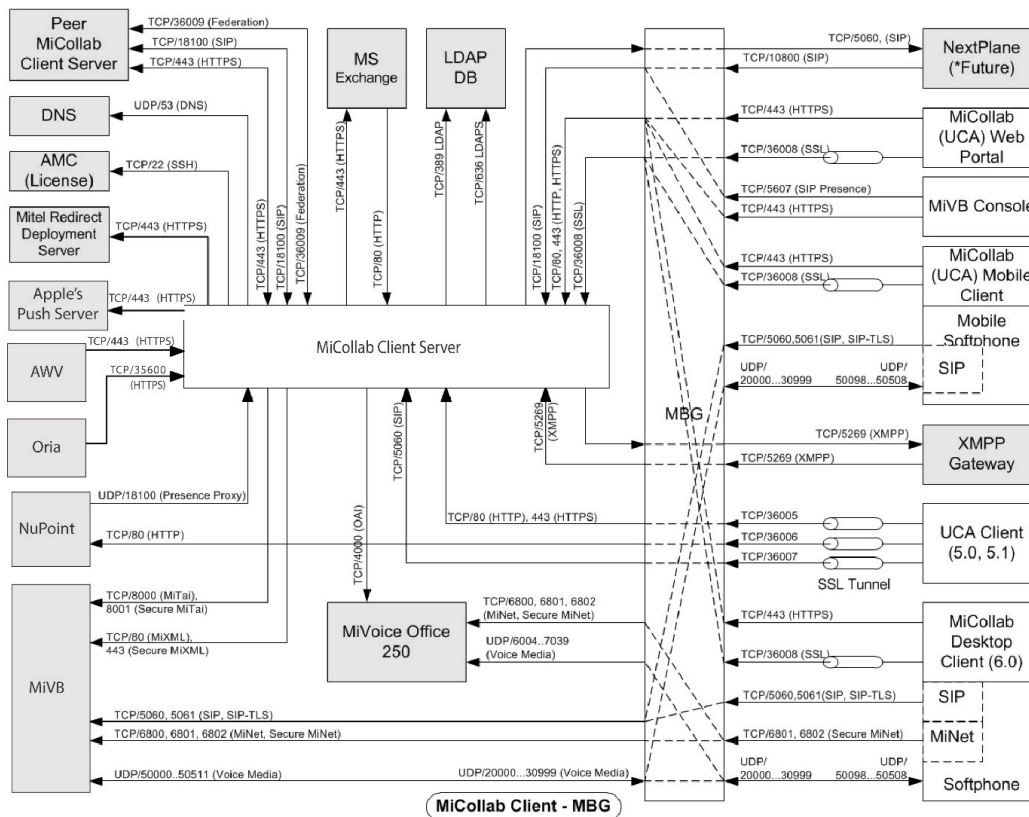 Peer
MiCollab
Client Server
TCP/36009 (Federation)
TCP/18100 (SIP)
TCP/443 (HTTPS)
DNS
UDP/53 (DNS)
AMC
(License)
TCP/22 (SSH)
Mitel Redirect
Deployment
Server
TCP/443 (HTTPS)
Apple's
Push Server
TCP/443 (HTTPS)
AWV
TCP/443 (HTTPS)
TCP/35600
(HTTPS)
Oria
NuPoint
UDP/18100 (Presence Proxy)
TCP/80 (HTTP)
MiVB
TCP/8000 (MiTai),
8001 (Secure MiTai)
TCP/80 (MiXML),
443 (Secure MiXML)
TCP/5060, 5061 (SIP, SIP-TLS)
TCP/6800, 6801, 6802 (MiNet, Secure MiNet)
UDP/50000..50511 (Voice Media)
UDP/20000...30999 (Voice Media)
TCP/443 (HTTPS)
TCP/18100 (SIP)
TCP/36009 (Federation)
MS
Exchange
TCP/443 (HTTPS)
TCP/80 (HTTP)
LDAP
DB
TCP/389 LDAP
TCP/636 LDAPS
TCP/18100 (SIP)
TCP/80, 443 (HTTP, HTTPS)
TCP/36008 (SSL)
MiCollab Client Server
TCP/4000 (OAI)
TCP/5060 (SIP)
TCP/5269
(XMPP)
TCP/80 (HTTP), 443 (HTTPS)
MiVoice Office
250
TCP/6800, 6801, 6802
(MiNet, Secure MiNet)
UDP/6004..7039
(Voice Media)
MBG
TCP/5060, (SIP)
TCP/10800 (SIP)
NextPlane
(*Future)
TCP/443 (HTTPS)
TCP/36008 (SSL)
MiCollab
(UCA) Web
Portal
TCP/5607 (SIP Presence)
TCP/443 (HTTPS)
MiVB Console
TCP/443 (HTTPS)
TCP/36008 (SSL)
MiCollab
(UCA) Mobile
Client
Mobile
Softphone
SIP
TCP/5060,5061(SIP, SIP-TLS)
UDP/
20000...30999
UDP/
50098...50508
TCP/5269 (XMPP)
TCP/5269 (XMPP)
XMPP
Gateway
TCP/36005
TCP/36006
TCP/36007
SSL Tunnel
UCA Client
(5.0, 5.1)
TCP/443 (HTTPS)
TCP/36008 (SSL)
MiCollab
Desktop
Client (6.0)
TCP/5060,5061(SIP, SIP-TLS)
SIP
TCP/6801, 6802 (Secure MiNet)
MiNet
UDP/
20000...30999
UDP/
50098...50508
Softphone
MiCollab Client - MBG